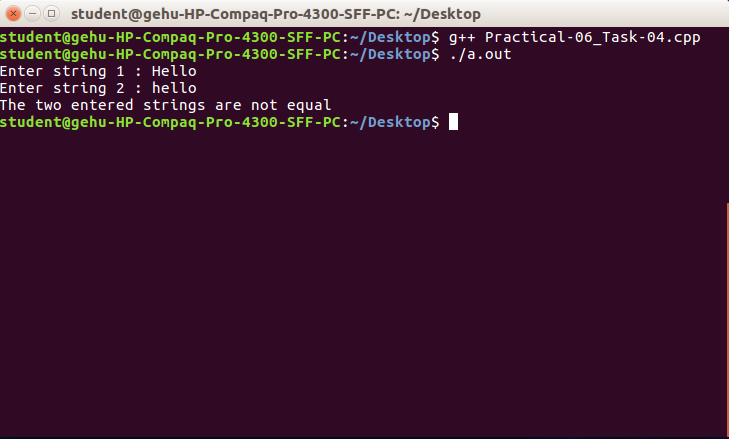 student@gehu-HP-Compaq-Pro-4300-SFF-PC: ~/Desktop
student@gehu-HP-Compaq-Pro-4300-SFF-PC:~/Desktop$ g++ Practical-06_Task-04.cpp
student@gehu-HP-Compaq-Pro-4300-SFF-PC:~/Desktop$ ./a.out
Enter string 1 : Hello
Enter string 2 : hello
The two entered strings are not equal
student@gehu-HP-Compaq-Pro-4300-SFF-PC:~/Desktop$